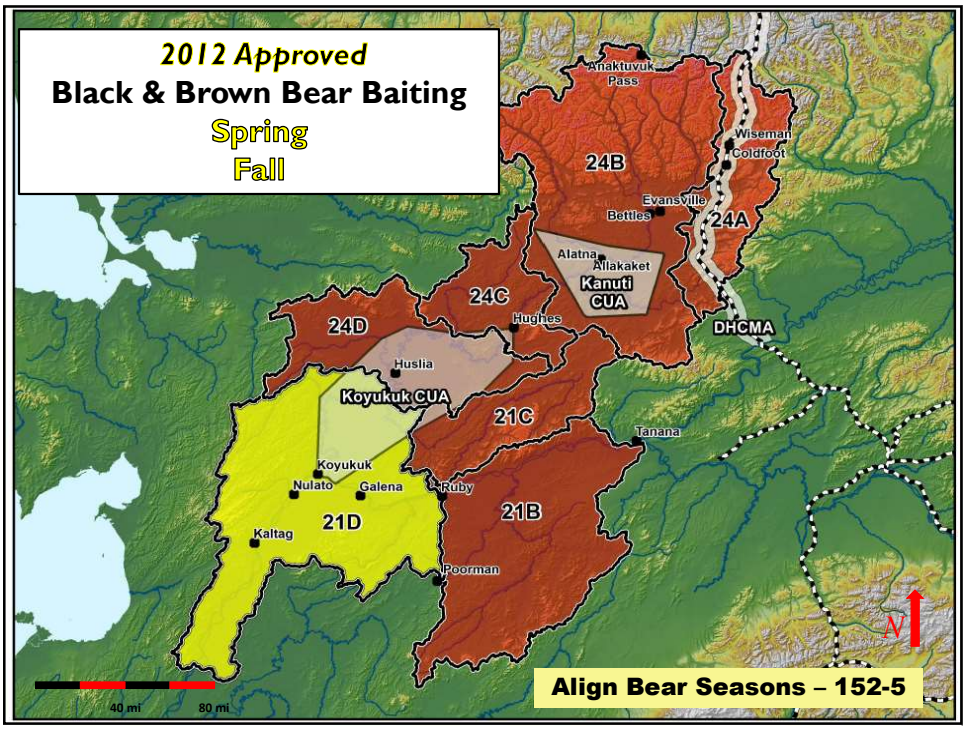 2012 Approved
Black & Brown Bear Baiting
Spring
Fall
Anaktuvuk
Pass
Wiseman
Coldfoot
24B
Evansville
Bettles
24A
Alatna
Allakaket
Kanuti
CUA
24C
24D
Hughes
DHCMA
Huslia
Koyukuk CUA
21C
Tanana
Koyukuk
Nulato
Galena
Ruby
21D
21B
Kaltag
Poorman
N
40 mi 80 mi
Align Bear Seasons – 152-5